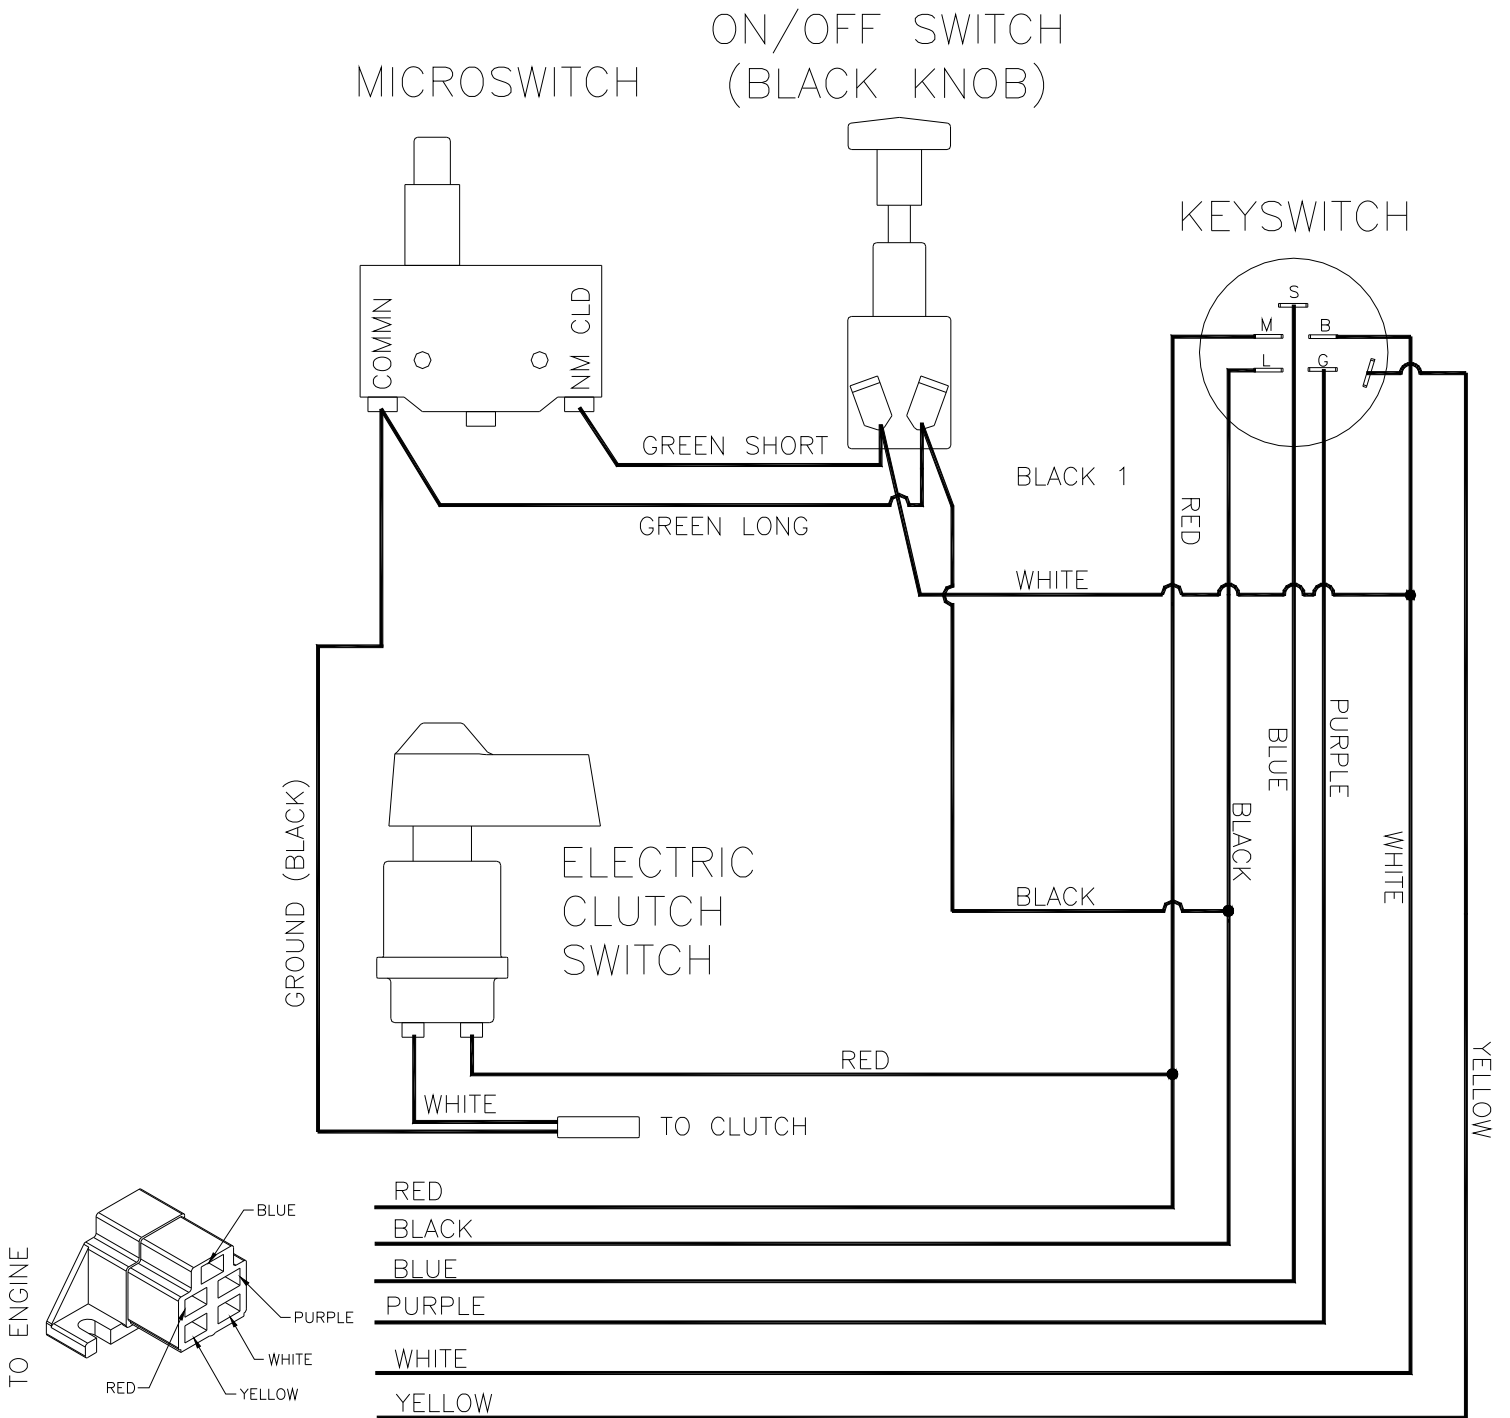 ON/OFF SWITCH
(BLACK KNOB)
MICROSWITCH
KEYSWITCH
COMMN
NM CLD
S
M
B
L
G
GREEN SHORT
GREEN LONG
BLACK 1
RED
WHITE
BLUE
PURPLE
BLACK
WHITE
GROUND (BLACK)
ELECTRIC
CLUTCH
SWITCH
BLACK
RED
WHITE
TO CLUTCH
YELLOW
RED
BLACK
BLUE
PURPLE
WHITE
YELLOW
TO ENGINE
BLUE
PURPLE
WHITE
RED
YELLOW